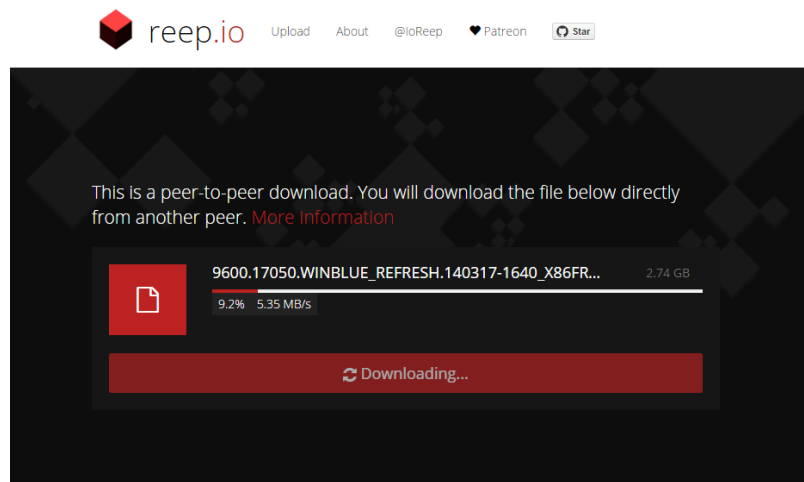 reep.io Upload About @IoReep Patreon Star
This is a peer-to-peer download. You will download the file below directly
from another peer. More Information
9600.17050.WINBLUE_REFRESH.140317-1640_X86FR... 2.74 GB
9.2% 5.35 MB/s
Downloading...